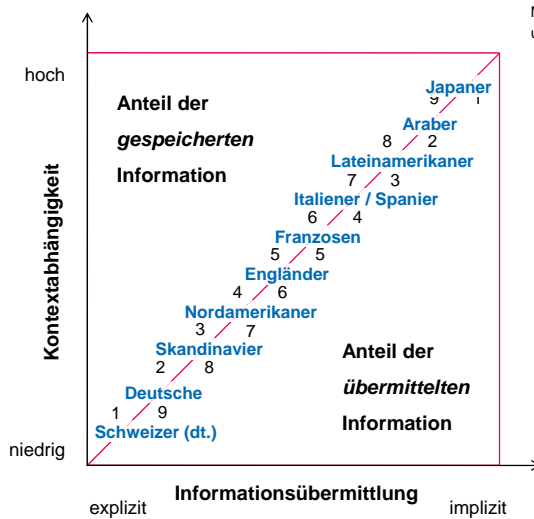 hoch
Anteil der
gespeicherten
Information
Japaner
9 1
Araber
8 2
Lateinamerikaner
7 3
Italiener / Spanier
6 4
Franzosen
5 5
Engländer
4 6
Nordamerikaner
3 7
Skandinavier
2 8
Deutsche
1 9
Schweizer (dt.)
Anteil der
übermittelten
Information
Kontextabhängigkeit
niedrig
explizit
Informationsübermittlung
implizit